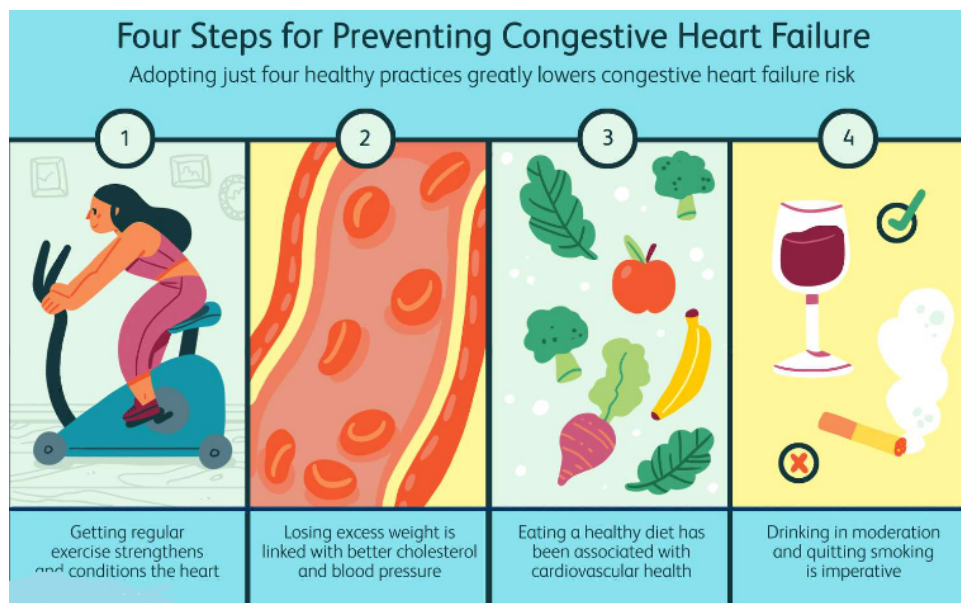 Four Steps for Preventing Congestive Heart Failure
Adopting just four healthy practices greatly lowers congestive heart failure risk
1
2
3
4
Getting regular
exercise strengthens
and conditions the heart
Losing excess weight is
linked with better cholesterol
and blood pressure
Eating a healthy diet has
been associated with
cardiovascular health
Drinking in moderation
and quitting smoking
is imperative